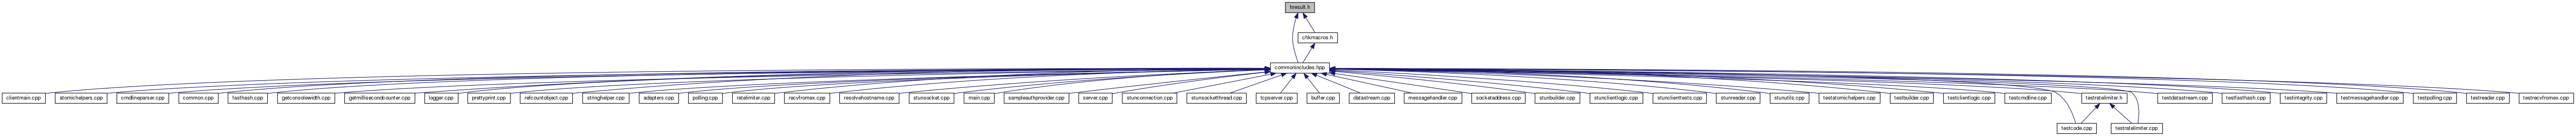 hresult.h
chkmacros.h
commonincludes.hpp
clientmain.cpp
atomichelpers.cpp
cmdlineparser.cpp
common.cpp
fasthash.cpp
getconsolewidth.cpp
getmillisecondcounter.cpp
logger.cpp
prettyprint.cpp
refcountobject.cpp
stringhelper.cpp
adapters.cpp
polling.cpp
ratelimiter.cpp
recvfromex.cpp
resolvehostname.cpp
stunsocket.cpp
main.cpp
sampleauthprovider.cpp
server.cpp
stunconnection.cpp
stunsocketthread.cpp
tcpserver.cpp
buffer.cpp
datastream.cpp
messagehandler.cpp
socketaddress.cpp
stunbuilder.cpp
stunclientlogic.cpp
stunclienttests.cpp
stunreader.cpp
stunutils.cpp
testatomichelpers.cpp
testbuilder.cpp
testclientlogic.cpp
testcmdline.cpp
testratelimiter.h
testdatastream.cpp
testfasthash.cpp
testintegrity.cpp
testmessagehandler.cpp
testpolling.cpp
testreader.cpp
testrecvfromex.cpp
testcode.cpp
testratelimiter.cpp